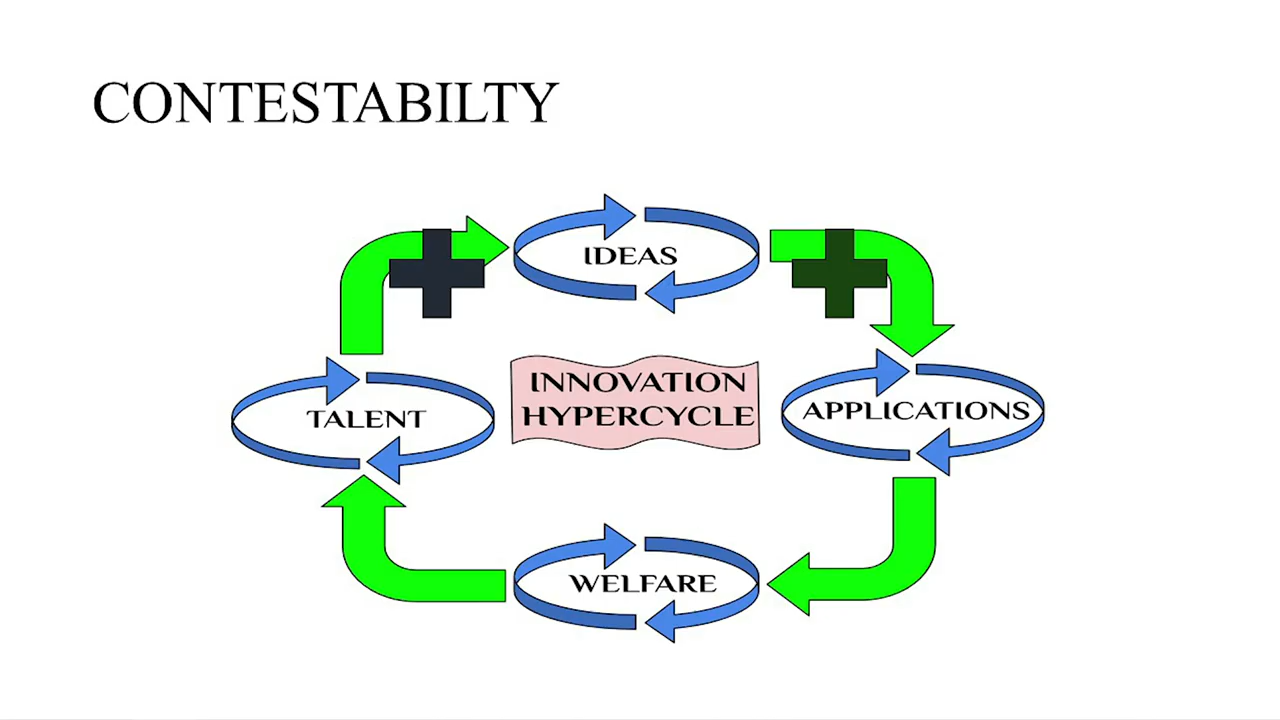 CONTESTABILTY
IDEAS
INNOVATION
HYPERCYCLE
TALENT
APPLICATIONS
WELFARE